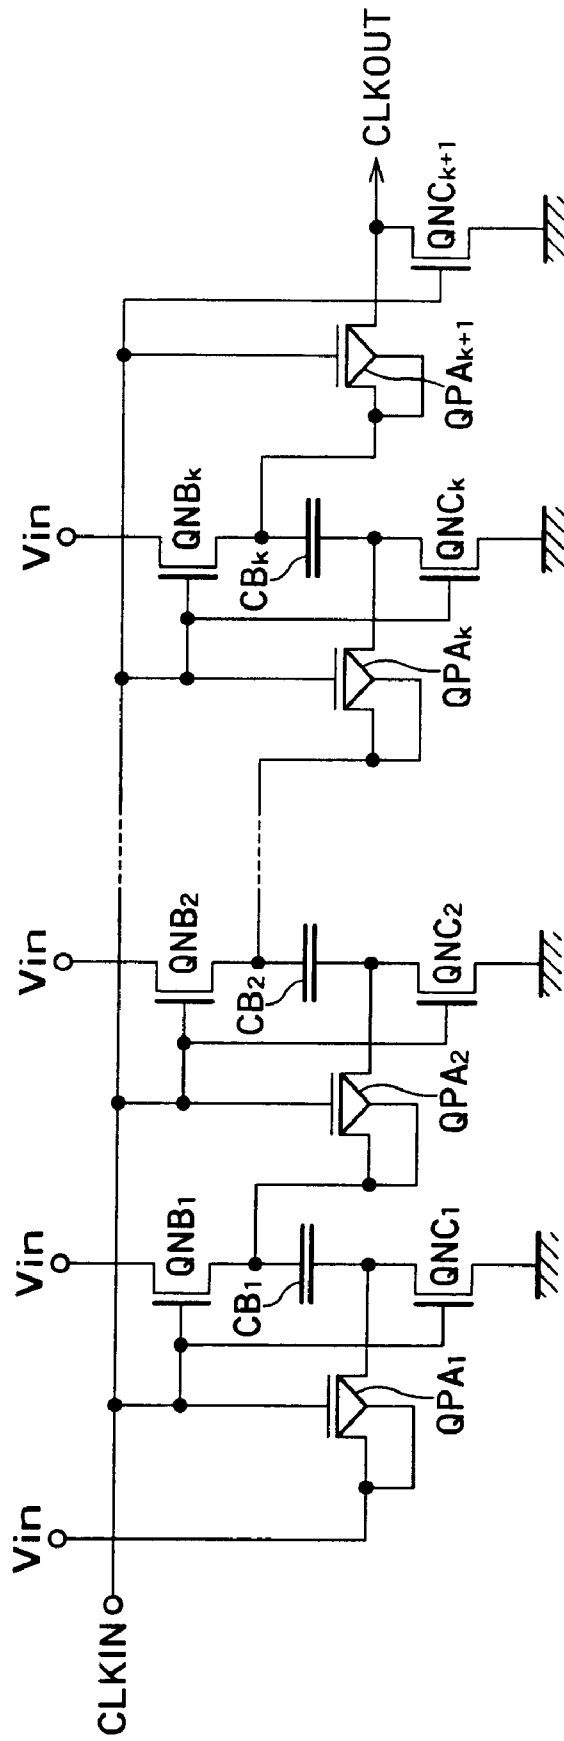 CLKIN
Vin
Vin
Vin
Vin
QNB1
QNB2
QNBk
CB1
CB2
CBk
QPA1
QPA2
QPAk
QPAk+1
QNC1
QNC2
QNCk
QNCk+1
CLKOUT